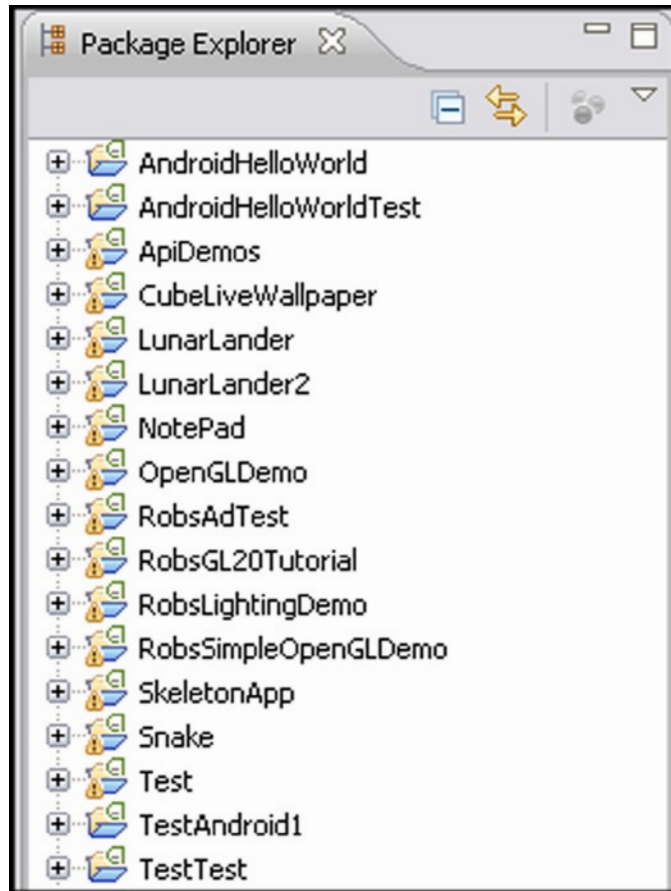 Package Explorer
AndroidHelloWorld
AndroidHelloWorldTest
ApiDemos
CubeLiveWallpaper
LunarLander
LunarLander2
NotePad
OpenGLDemo
RobsAdTest
RobsGL20Tutorial
RobsLightingDemo
RobsSimpleOpenGLDemo
SkeletonApp
Snake
Test
TestAndroid1
TestTest